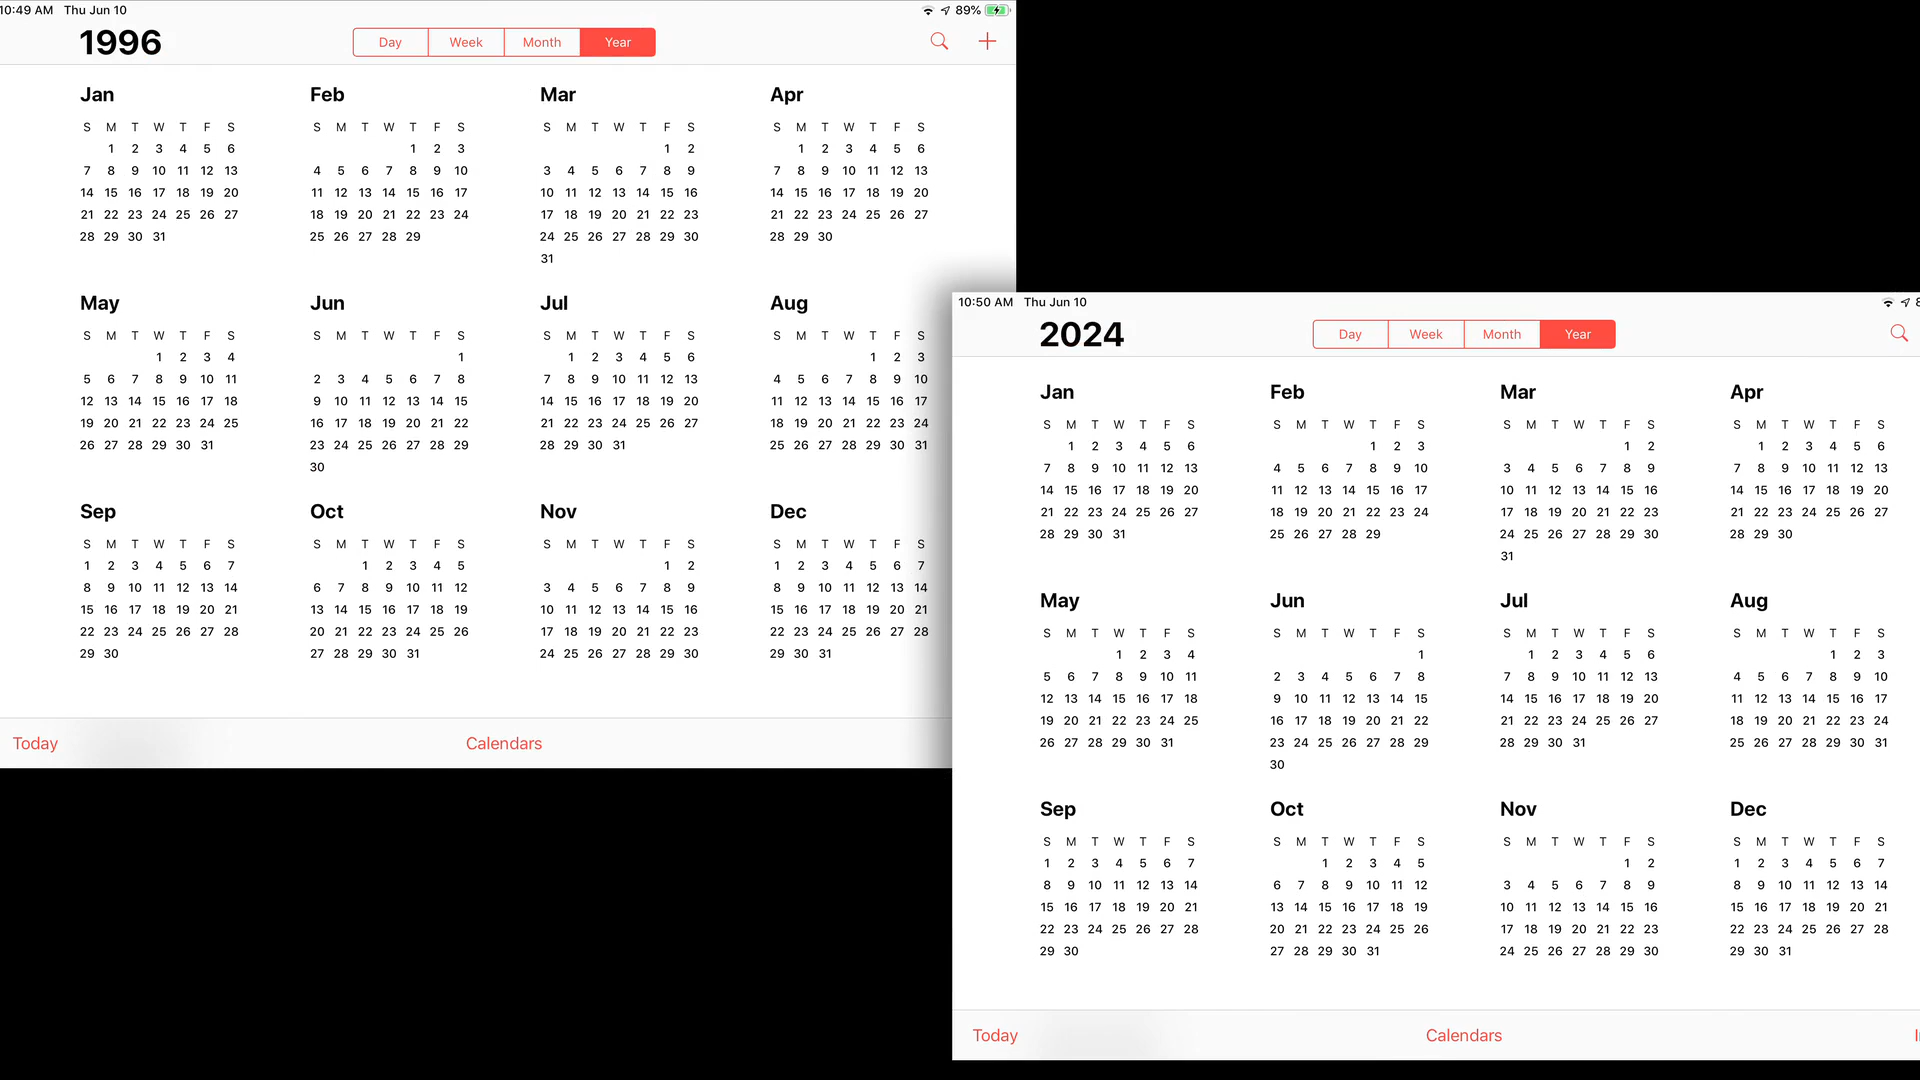 10:49 AM Thu Jun 10 89%
1996 Day Week Month Year
Jan Feb Mar Apr
S M T W T F S S M T W T F S S M T W T F S S M T W T F S
1 2 3 4 5 6 1 2 3 1 2 1 2 3 4 5 6
7 8 9 10 11 12 13 4 5 6 7 8 9 10 3 4 5 6 7 8 9 7 8 9 10 11 12 13
14 15 16 17 18 19 20 11 12 13 14 15 16 17 10 11 12 13 14 15 16 14 15 16 17 18 19 20
21 22 23 24 25 26 27 18 19 20 21 22 23 24 17 18 19 20 21 22 23 21 22 23 24 25 26 27
28 29 30 31 25 26 27 28 29 24 25 26 27 28 29 30 28 29 30
31
May Jun Jul Aug
S M T W T F S S M T W T F S S M T W T F S S M T W T F S
1 2 3 4 1 1 2 3 4 5 6 1 2 3
5 6 7 8 9 10 11 2 3 4 5 6 7 8 7 8 9 10 11 12 13 4 5 6 7 8 9 10
12 13 14 15 16 17 18 9 10 11 12 13 14 15 14 15 16 17 18 19 20 11 12 13 14 15 16 17
19 20 21 22 23 24 25 16 17 18 19 20 21 22 21 22 23 24 25 26 27 18 19 20 21 22 23 24
26 27 28 29 30 31 23 24 25 26 27 28 29 28 29 30 31 25 26 27 28 29 30 31
30
Sep Oct Nov Dec
S M T W T F S S M T W T F S S M T W T F S S M T W T F S
1 2 3 4 5 6 7 1 2 3 4 5 1 2 1 2 3 4 5 6 7
8 9 10 11 12 13 14 6 7 8 9 10 11 12 3 4 5 6 7 8 9 8 9 10 11 12 13 14
15 16 17 18 19 20 21 13 14 15 16 17 18 19 10 11 12 13 14 15 16 15 16 17 18 19 20 21
22 23 24 25 26 27 28 20 21 22 23 24 25 26 17 18 19 20 21 22 23 22 23 24 25 26 27 28
29 30 27 28 29 30 31 24 25 26 27 28 29 30 29 30 31
Today Calendars
10:50 AM Thu Jun 10
2024 Day Week Month Year
Jan Feb Mar Apr
S M T W T F S S M T W T F S S M T W T F S S M T W T F S
1 2 3 4 5 6 1 2 3 1 2 1 2 3 4 5 6
7 8 9 10 11 12 13 4 5 6 7 8 9 10 3 4 5 6 7 8 9 7 8 9 10 11 12 13
14 15 16 17 18 19 20 11 12 13 14 15 16 17 10 11 12 13 14 15 16 14 15 16 17 18 19 20
21 22 23 24 25 26 27 18 19 20 21 22 23 24 17 18 19 20 21 22 23 21 22 23 24 25 26 27
28 29 30 31 25 26 27 28 29 24 25 26 27 28 29 30 28 29 30
31
May Jun Jul Aug
S M T W T F S S M T W T F S S M T W T F S S M T W T F S
1 2 3 4 1 1 2 3 4 5 6 1 2 3
5 6 7 8 9 10 11 2 3 4 5 6 7 8 7 8 9 10 11 12 13 4 5 6 7 8 9 10
12 13 14 15 16 17 18 9 10 11 12 13 14 15 14 15 16 17 18 19 20 11 12 13 14 15 16 17
19 20 21 22 23 24 25 16 17 18 19 20 21 22 21 22 23 24 25 26 27 18 19 20 21 22 23 24
26 27 28 29 30 31 23 24 25 26 27 28 29 28 29 30 31 25 26 27 28 29 30 31
30
Sep Oct Nov Dec
S M T W T F S S M T W T F S S M T W T F S S M T W T F S
1 2 3 4 5 6 7 1 2 3 4 5 1 2 1 2 3 4 5 6 7
8 9 10 11 12 13 14 6 7 8 9 10 11 12 3 4 5 6 7 8 9 8 9 10 11 12 13 14
15 16 17 18 19 20 21 13 14 15 16 17 18 19 10 11 12 13 14 15 16 15 16 17 18 19 20 21
22 23 24 25 26 27 28 20 21 22 23 24 25 26 17 18 19 20 21 22 23 22 23 24 25 26 27 28
29 30 27 28 29 30 31 24 25 26 27 28 29 30 29 30 31
Today Calendars